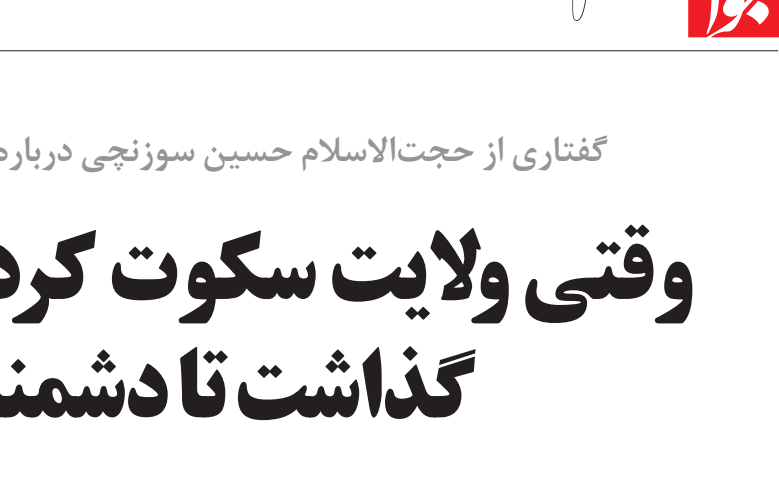 گفتاری از حجت‌الاسلام حسین سوزنچی درباره
وقتی ولایت سکوت کرد
گذاشت تا دشمن